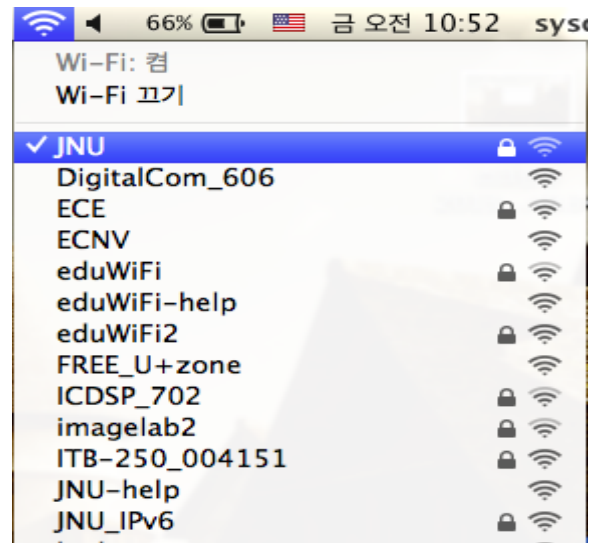 66% 금 오전 10:52 sys
Wi-Fi: 켬
Wi-Fi 끄기
JNU
DigitalCom_606
ECE
ECNV
eduWiFi
eduWiFi-help
eduWiFi2
FREE_U+zone
ICDSP_702
imagelab2
ITB-250_004151
JNU-help
JNU_IPv6